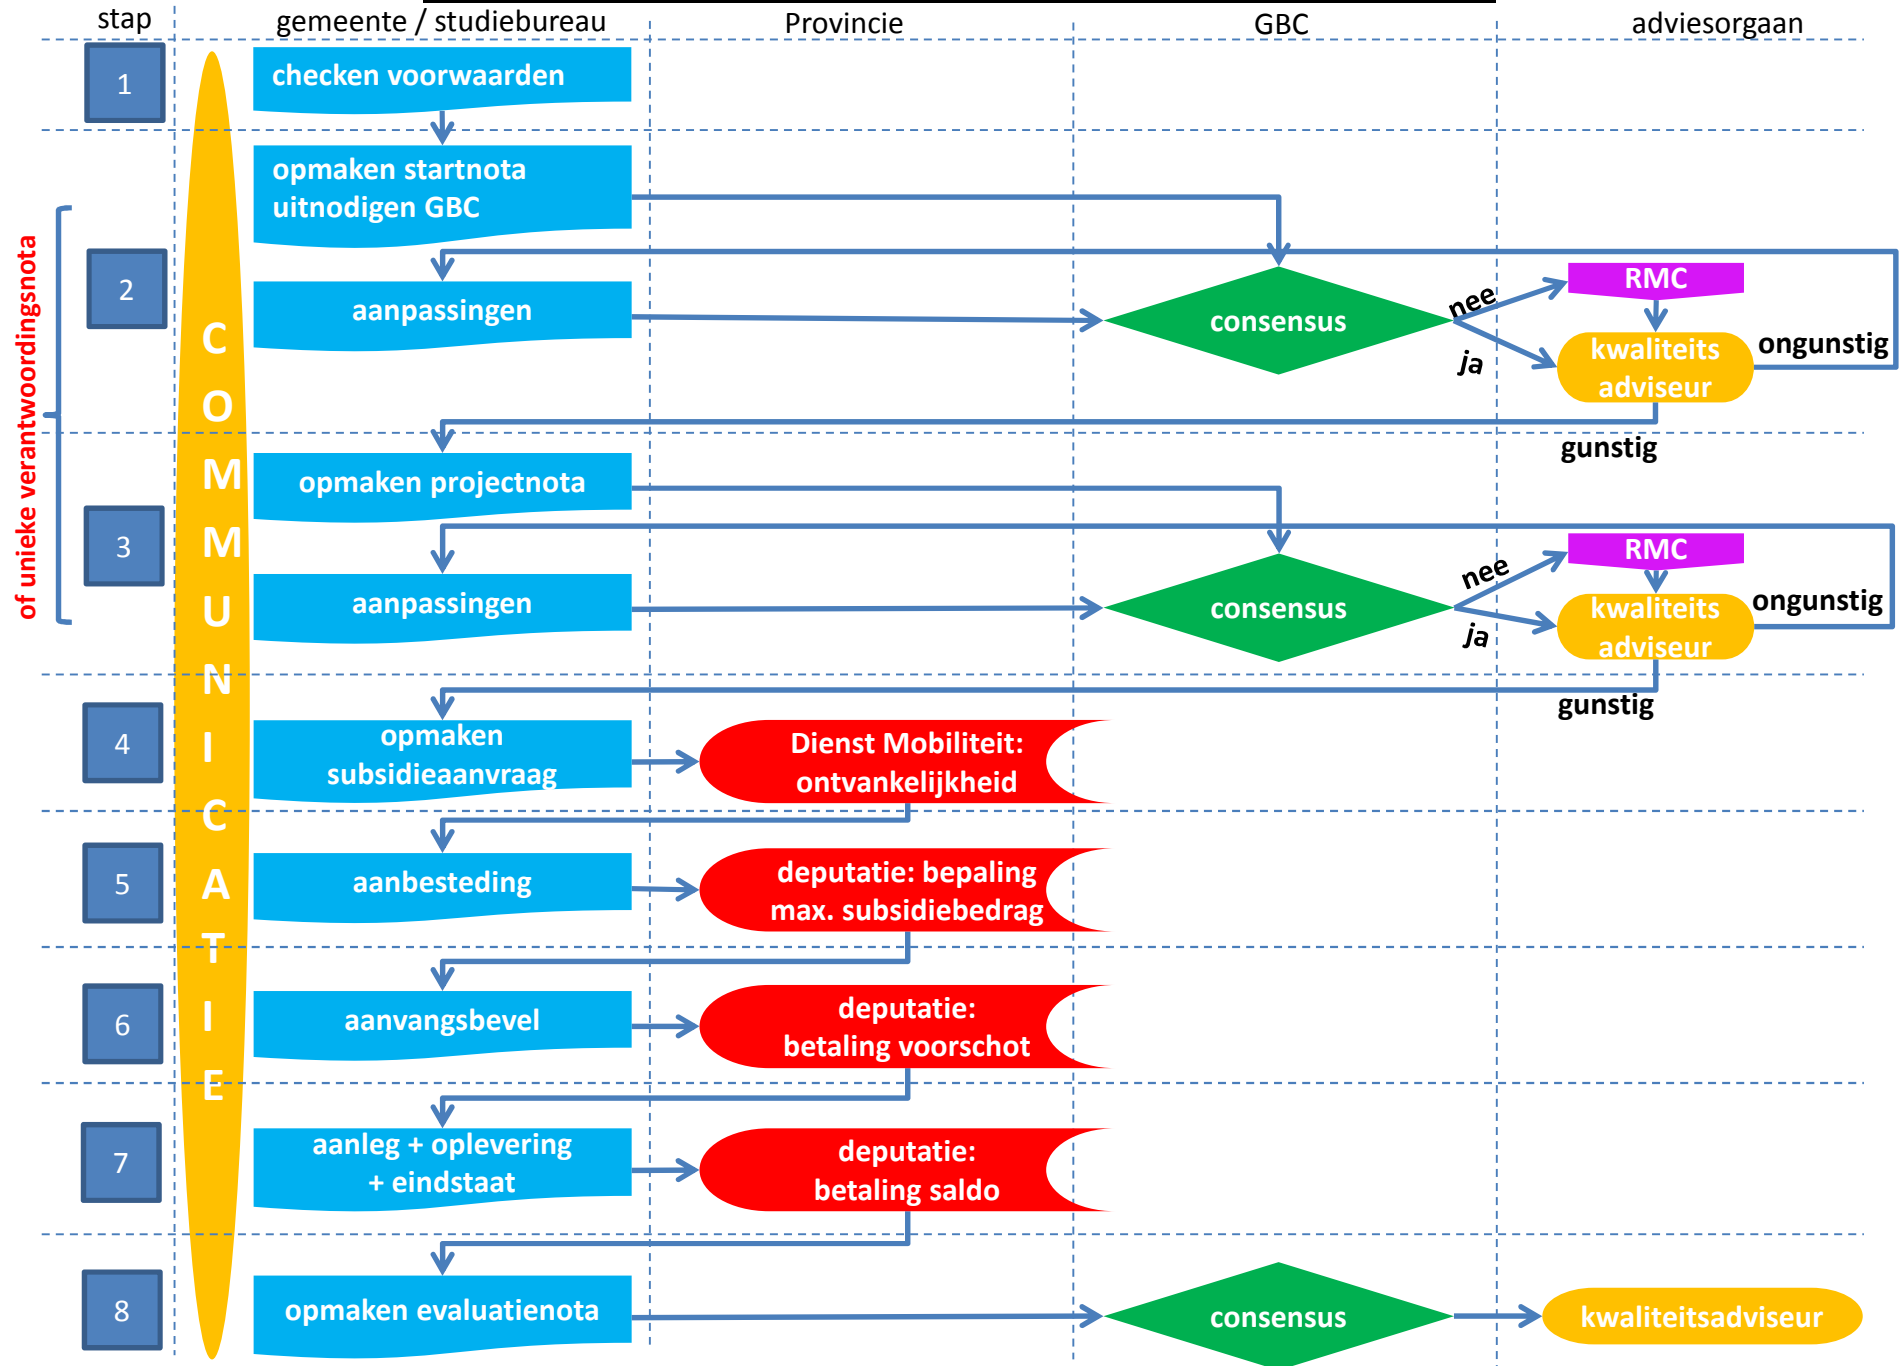 stap
gemeente / studiebureau
Provincie
GBC
adviesorgaan
1
checken voorwaarden
opmaken startnota
uitnodigen GBC
of unieke verantwoordingsnota
2
aanpassingen
consensus
nee
ja
RMC
kwaliteits
adviseur
ongunstig
gunstig
COMMUNICATIE
opmaken projectnota
3
aanpassingen
consensus
nee
ja
RMC
kwaliteits
adviseur
ongunstig
gunstig
4
opmaken
subsidieaanvraag
Dienst Mobiliteit:
ontvankelijkheid
5
aanbesteding
deputatie: bepaling
max. subsidiebedrag
6
aanvangsbevel
deputatie:
betaling voorschot
7
aanleg + oplevering
+ eindstaat
deputatie:
betaling saldo
8
opmaken evaluatienota
consensus
kwaliteitsadviseur